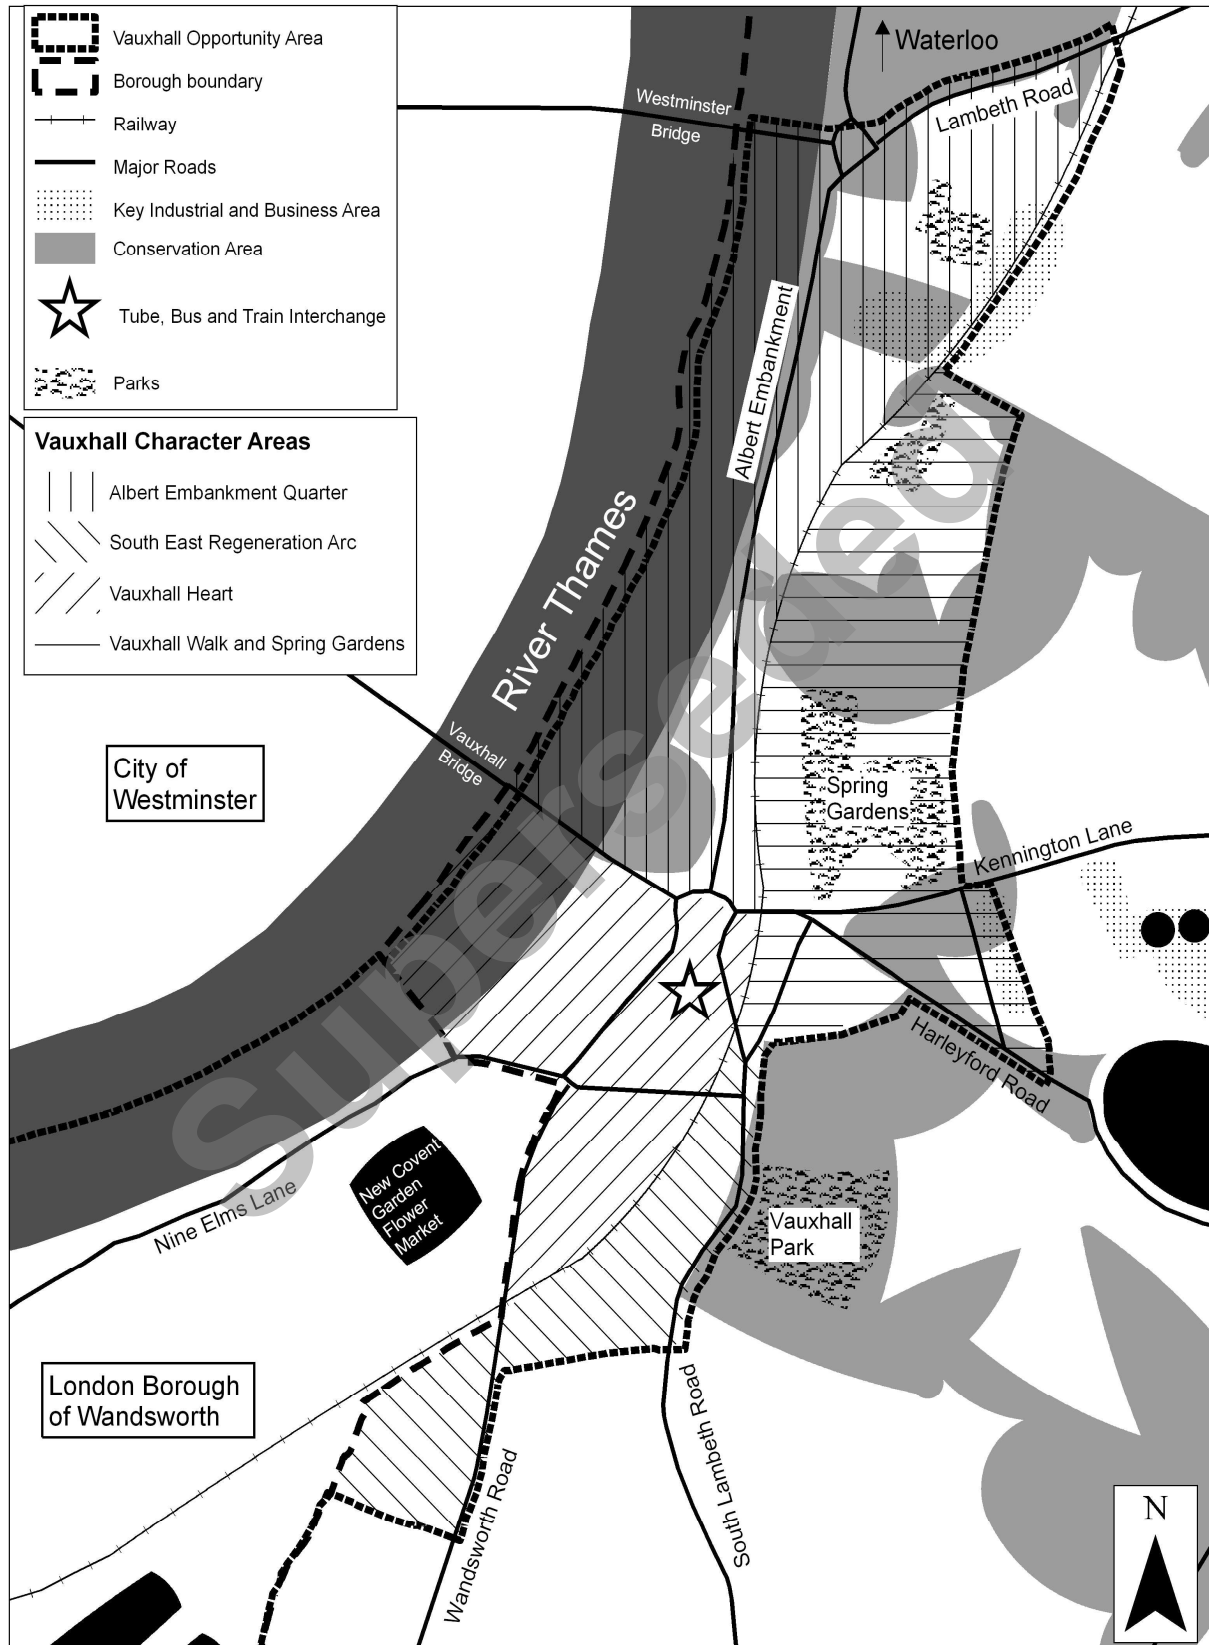 Vauxhall Opportunity Area
Borough boundary
Railway
Major Roads
Key Industrial and Business Area
Conservation Area
Tube, Bus and Train Interchange
Parks
Vauxhall Character Areas
Albert Embankment Quarter
South East Regeneration Arc
Vauxhall Heart
Vauxhall Walk and Spring Gardens
Waterloo
Westminster
Bridge
Lambeth Road
Albert Embankment
River Thames
Vauxhall
Bridge
City of
Westminster
Spring
Gardens
Kennington Lane
Harleyford Road
New Covent
Garden
Flower
Market
Nine Elms Lane
Vauxhall
Park
London Borough
of Wandsworth
Wandsworth Road
South Lambeth Road
N
Superseded